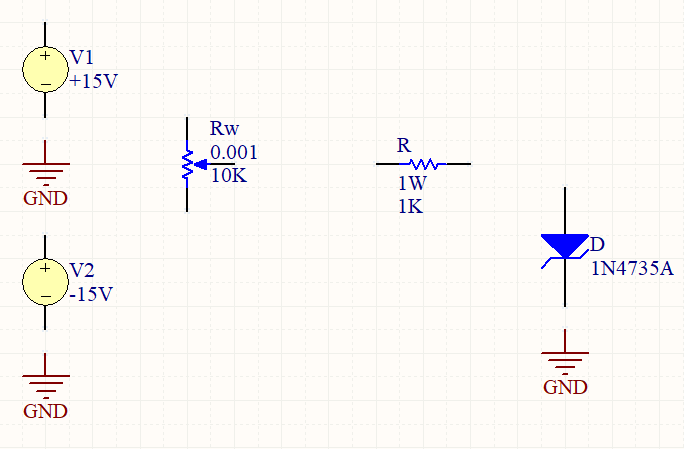 V1
+15V
GND
Rw
0.001
10K
R
1W
1K
V2
-15V
GND
D
1N4735A
GND